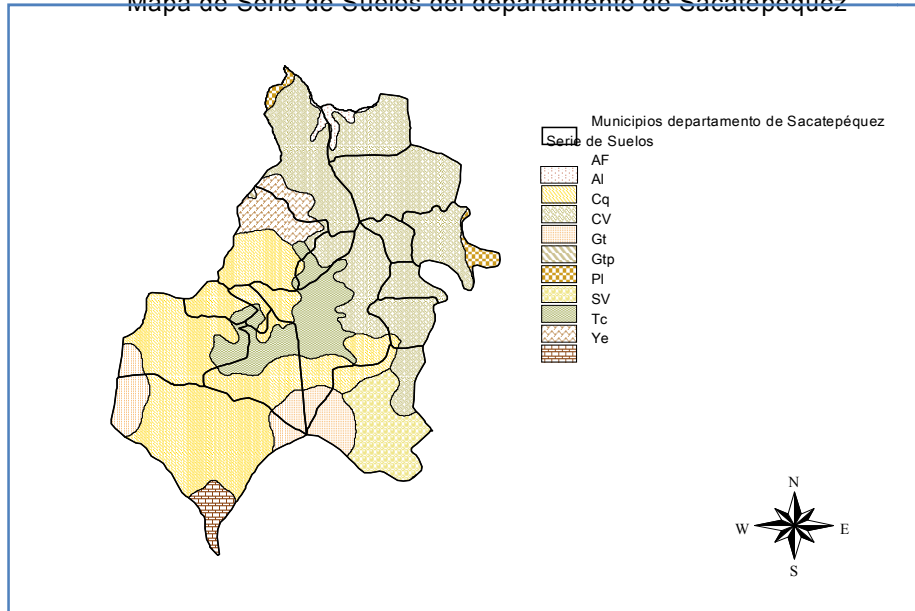 Mapa de Serie de Suelos del departamento de Sacatepéquez
Municipios departamento de Sacatepéquez
Serie de Suelos
AF
Al
Cq
CV
Gt
Gtp
Pl
SV
Tc
Ye
N
W E
S